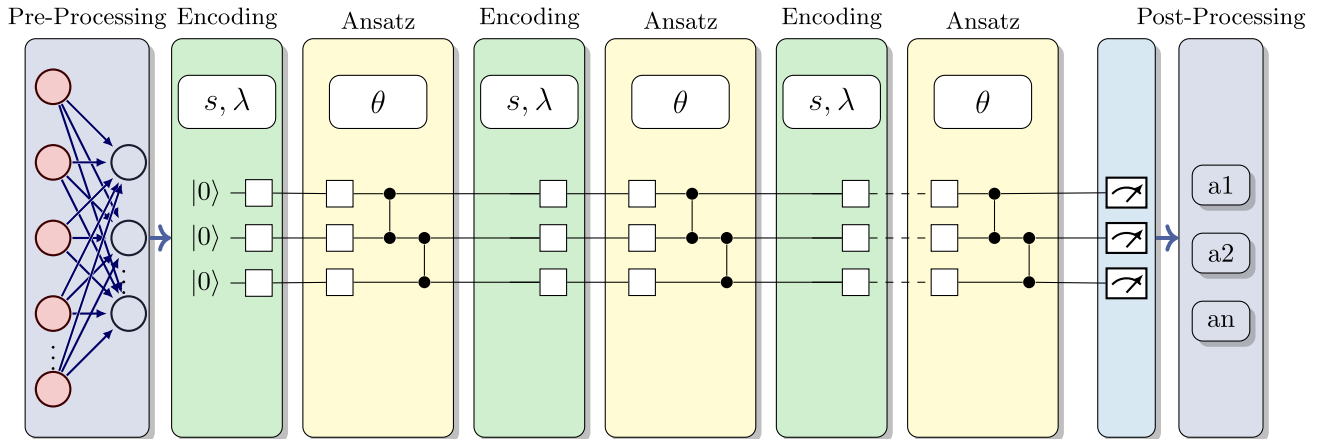 Pre-Processing Encoding Ansatz Encoding Ansatz Encoding Ansatz Post-Processing
s, λ θ s, λ θ s, λ θ
|0⟩
|0⟩
|0⟩
a1
a2
an